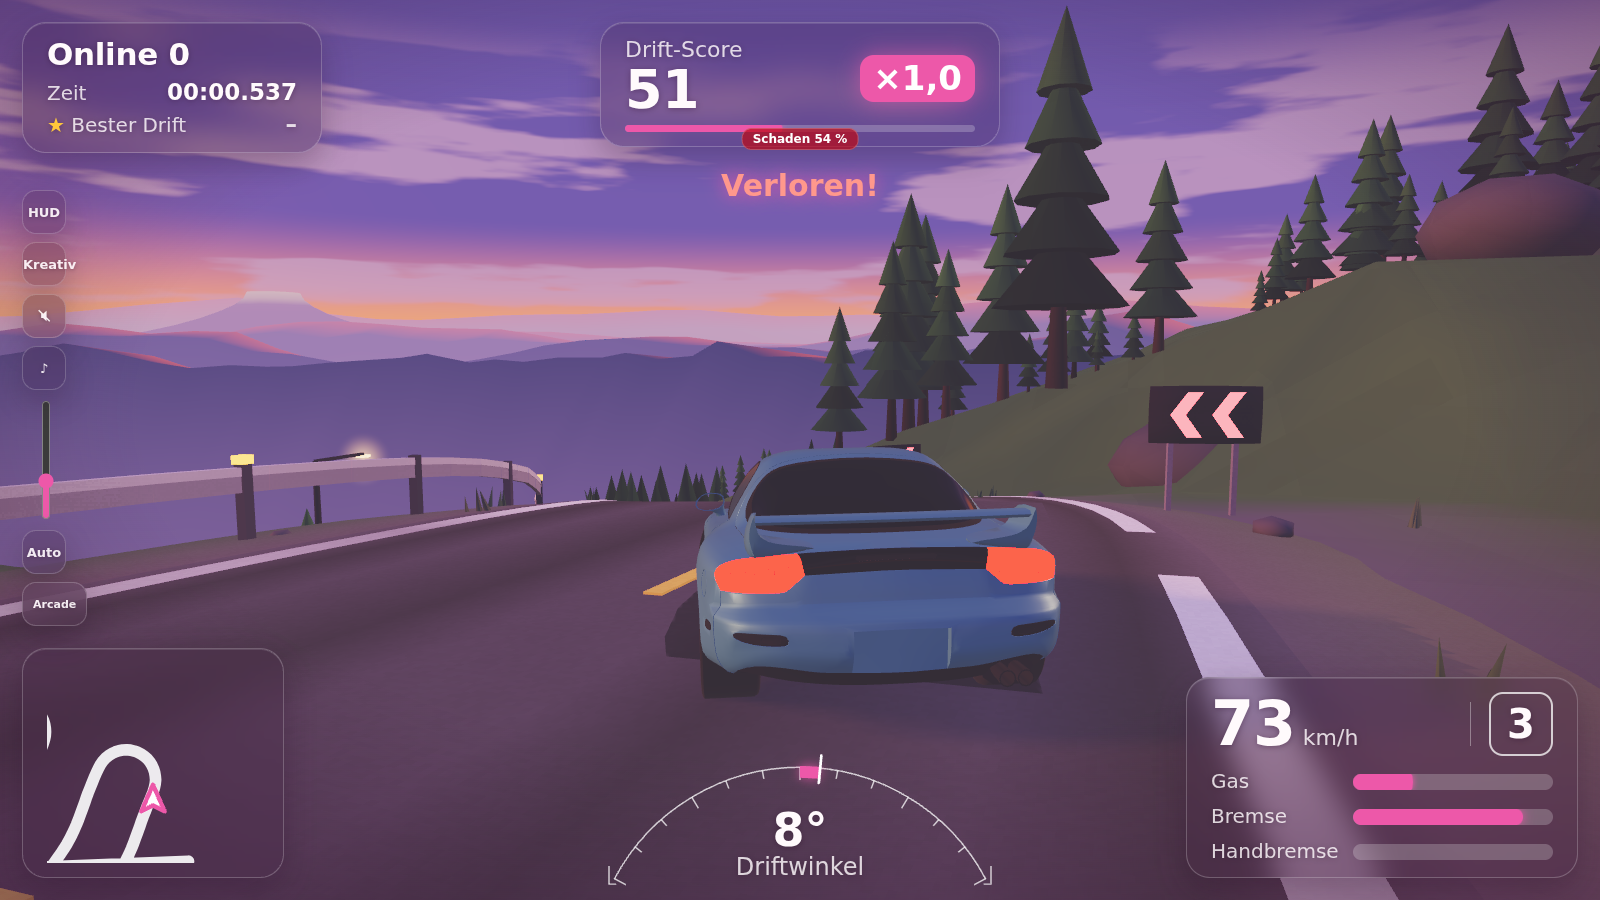 Online 0
Zeit 00:00.537
★ Bester Drift –
Drift-Score
51
×1,0
Schaden 54 %
Verloren!
HUD
Kreativ
♪
Auto
Arcade
8°
Driftwinkel
73 km/h
3
Gas
Bremse
Handbremse